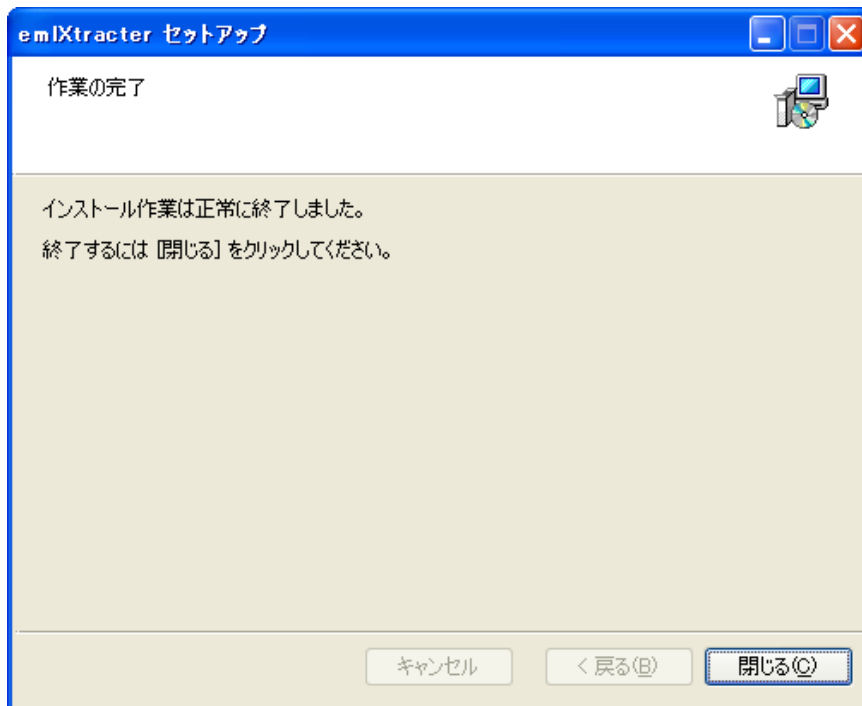 emlXtracter セットアップ
作業の完了
インストール作業は正常に終了しました。
終了するには [閉じる] をクリックしてください。
キャンセル
< 戻る(B)
閉じる(C)